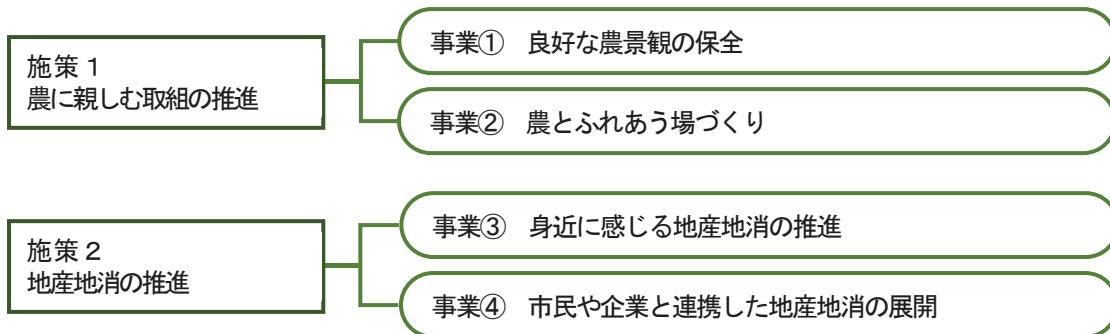 施策1
農に親しむ取組の推進
事業① 良好な農景観の保全
事業② 農とふれあう場づくり
施策2
地産地消の推進
事業③ 身近に感じる地産地消の推進
事業④ 市民や企業と連携した地産地消の展開